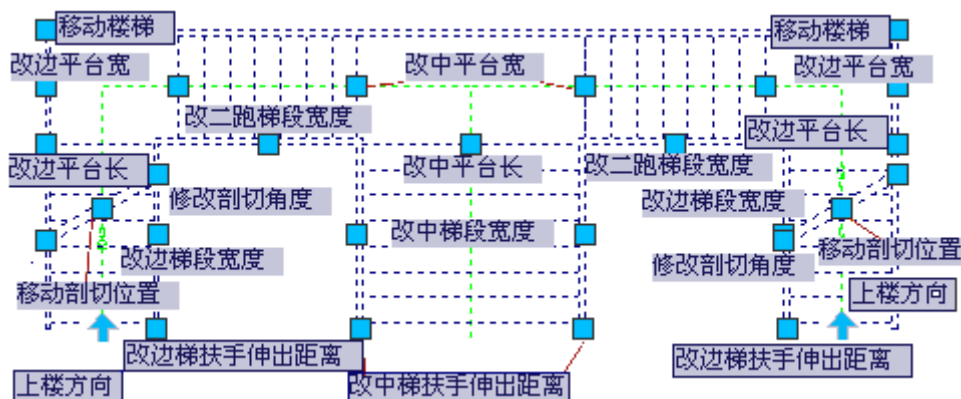 移动楼梯
移动楼梯
改边平台宽
改中平台宽
改边平台宽
改二跑梯段宽度
改边平台长
改边平台长
改中平台长
改二跑梯段宽度
修改剖切角度
改边梯段宽度
改中梯段宽度
移动剖切位置
改边梯段宽度
修改剖切角度
移动剖切位置
上楼方向
改边梯扶手伸出距离
改边梯扶手伸出距离
上楼方向
改中梯扶手伸出距离